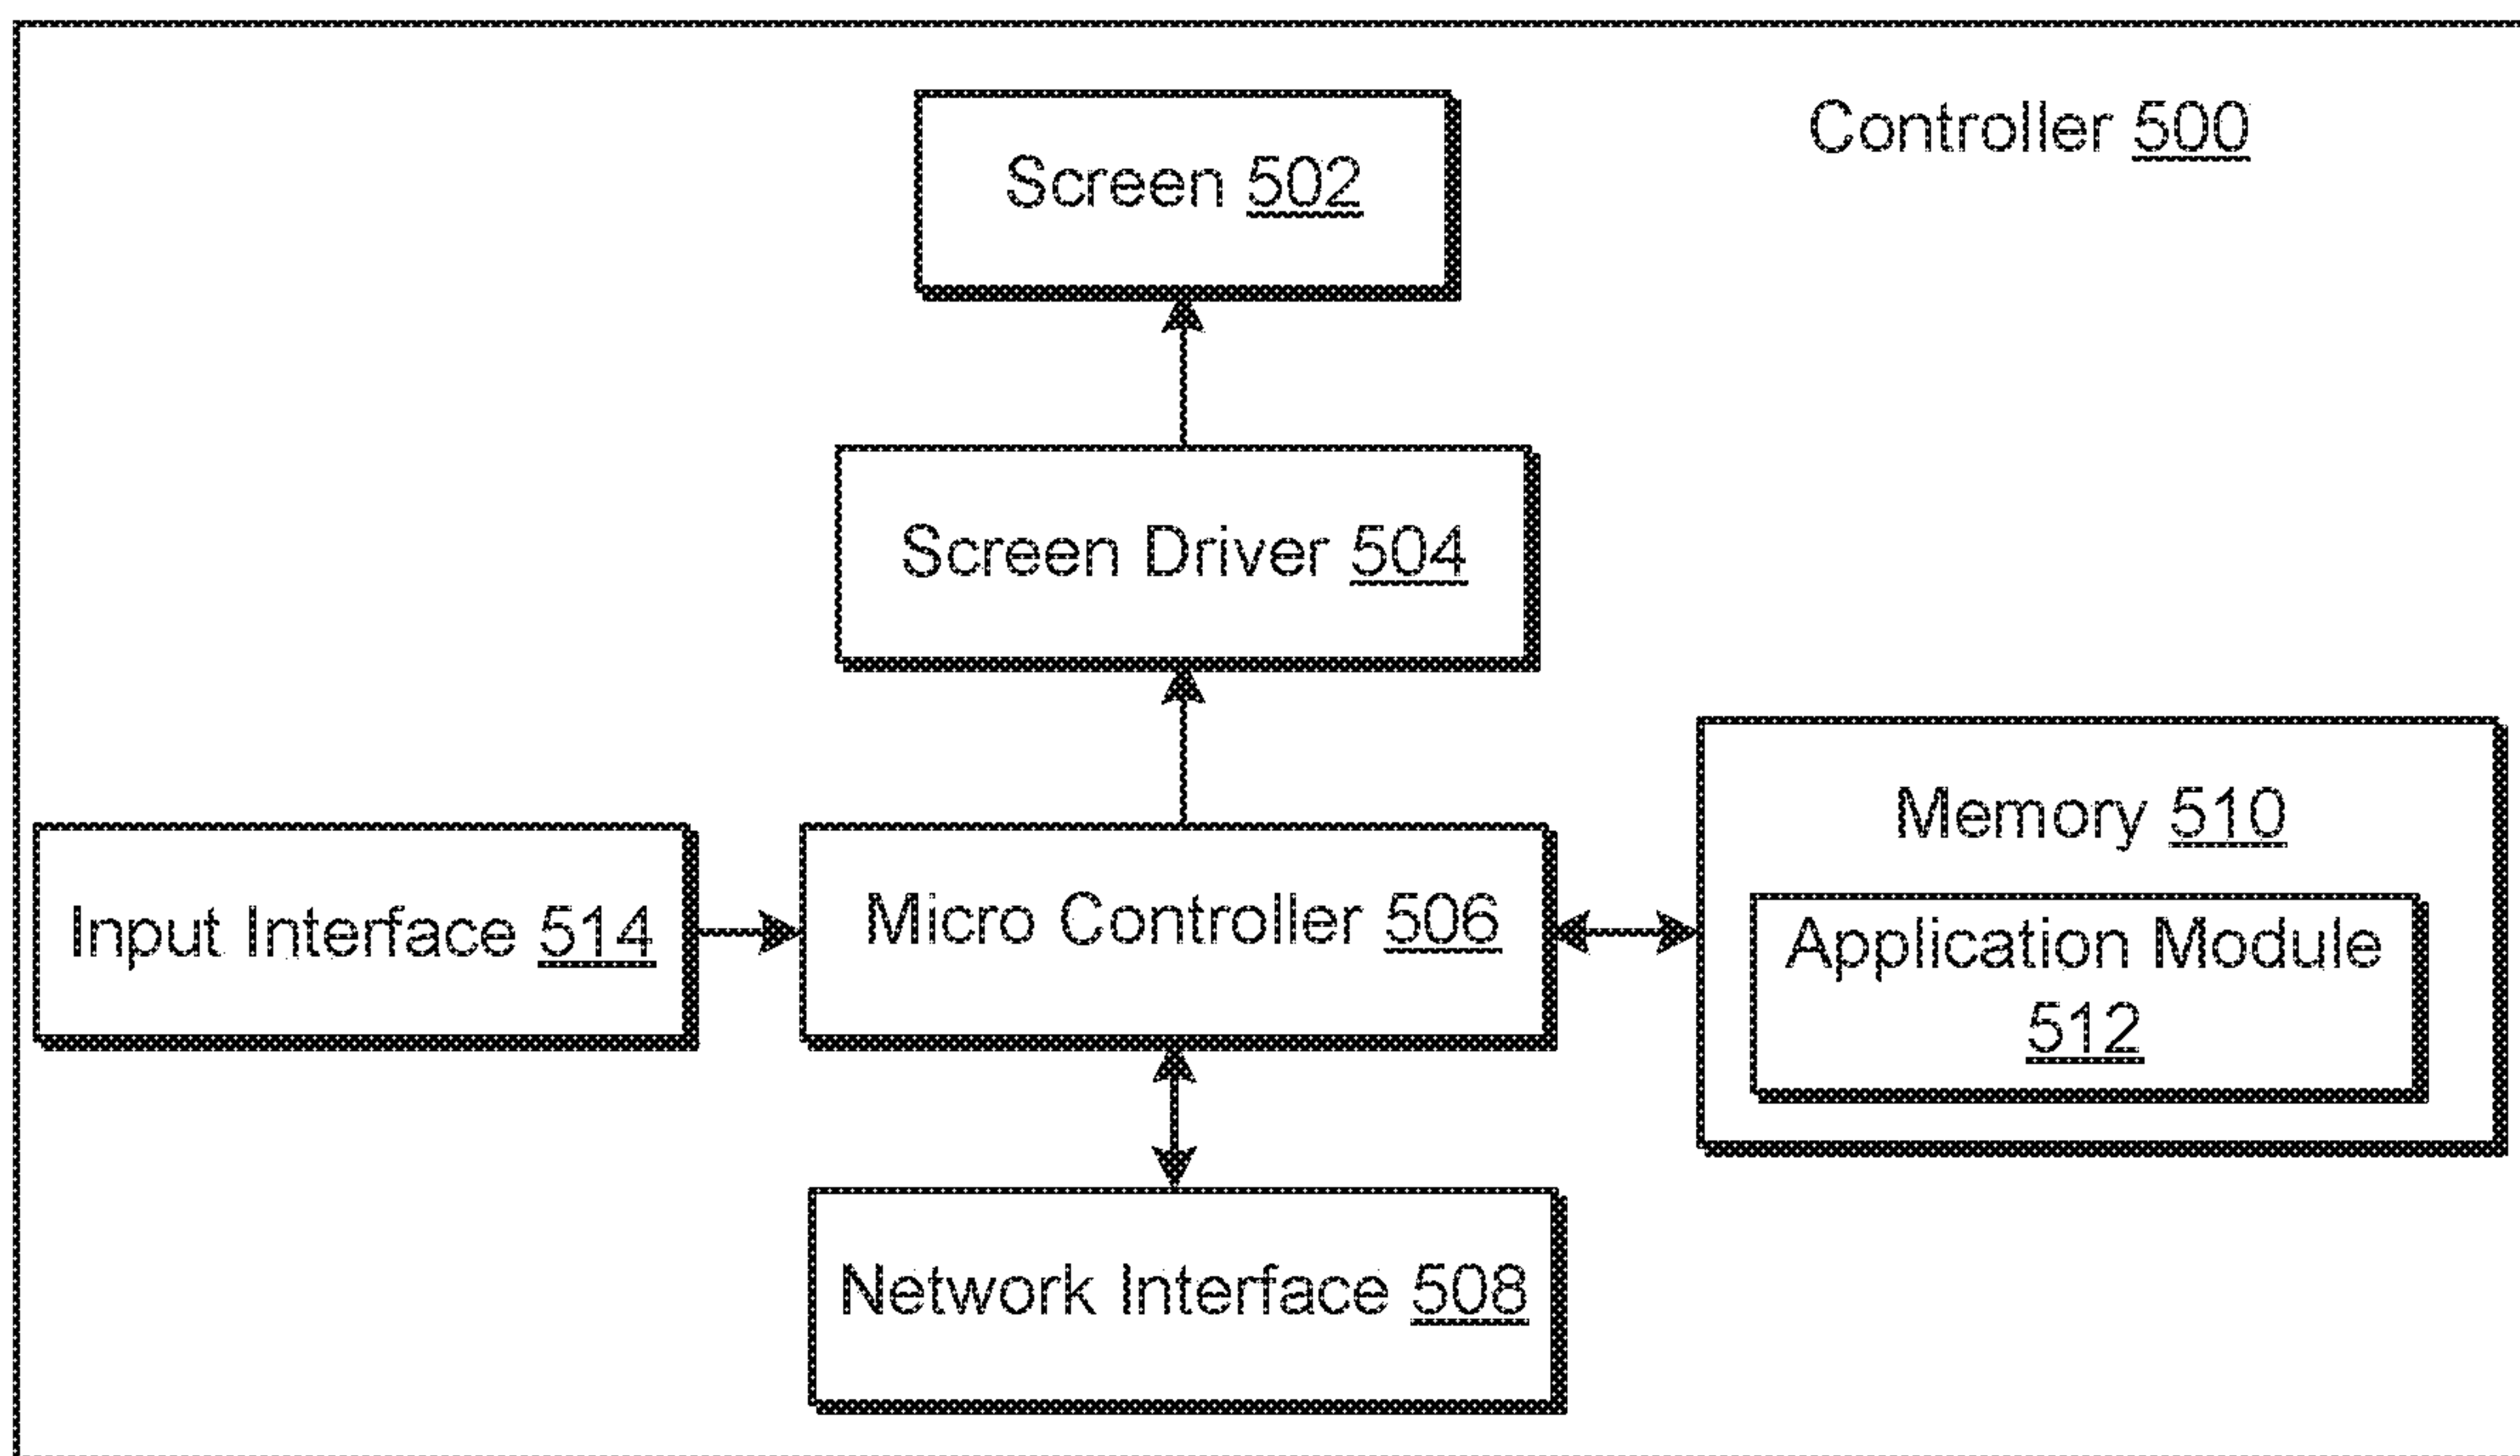 Controller 500
Screen 502
Screen Driver 504
Memory 510
Input Interface 514
Micro Controller 506
Application Module
512
Network Interface 508